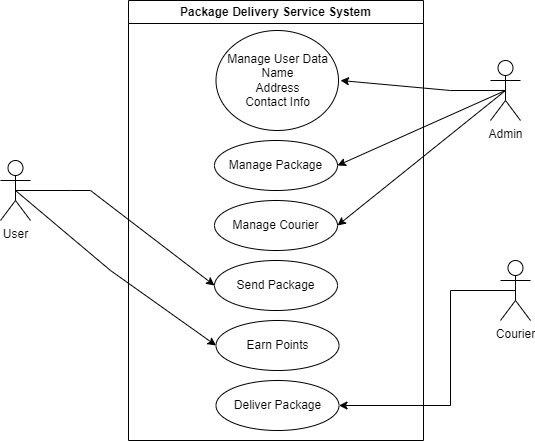 Package Delivery Service System
Manage User Data
Name
Address
Contact Info
Admin
Manage Package
User
Manage Courier
Send Package
Courier
Earn Points
Deliver Package